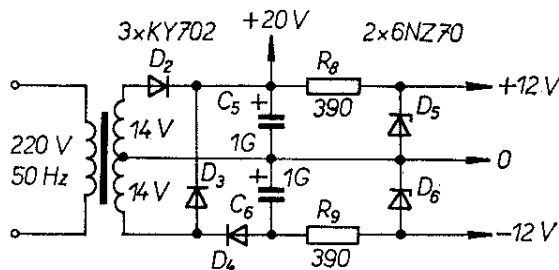 3xKY702
+20 V
2x6NZ70
D2
R8
+12 V
390
C5
+
D5
14 V
1G
220 V
50 Hz
0
14 V
D3
+
1G
D6
C6
R9
-12 V
D4
390